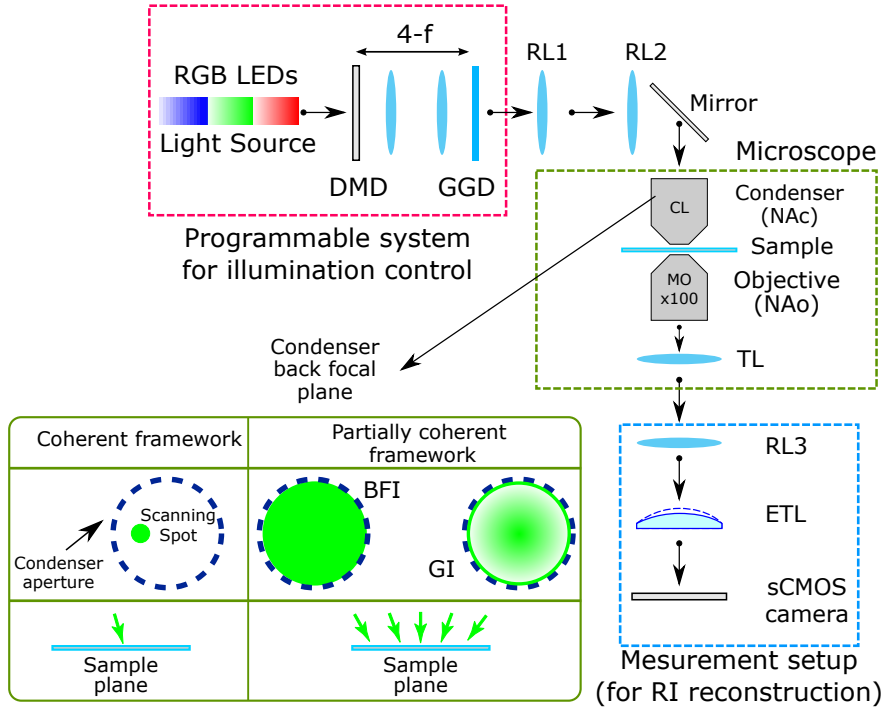 4-f
RGB LEDs
Light Source
DMD
GGD
RL1
RL2
Mirror
Microscope
Programmable system
for illumination control
CL
Condenser
(NAc)
Sample
MO
x100
Objective
(NAo)
TL
Condenser
back focal
plane
Coherent framework
Partially coherent
framework
Scanning
Spot
Condenser
aperture
BFI
GI
Sample
plane
Sample
plane
RL3
ETL
sCMOS
camera
Mesurement setup
(for RI reconstruction)